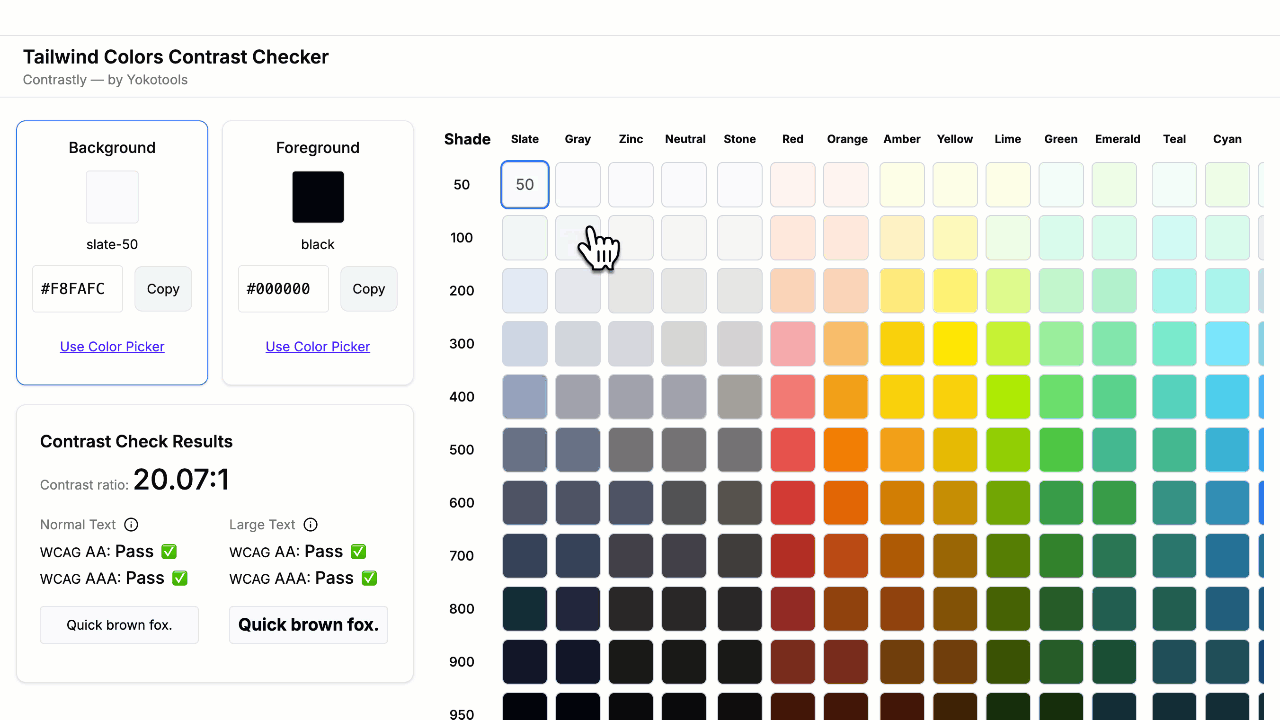 Tailwind Colors Contrast Checker
Contrastly — by Yokotools
Background
slate-50
#F8FAFC
Copy
Use Color Picker
Foreground
black
#000000
Copy
Use Color Picker
Contrast Check Results
Contrast ratio: 20.07:1
Normal Text
WCAG AA: Pass ✅
WCAG AAA: Pass ✅
Quick brown fox.
Large Text
WCAG AA: Pass ✅
WCAG AAA: Pass ✅
Quick brown fox.
Shade Slate Gray Zinc Neutral Stone Red Orange Amber Yellow Lime Green Emerald Teal Cyan
50 50
100
200
300
400
500
600
700
800
900
950